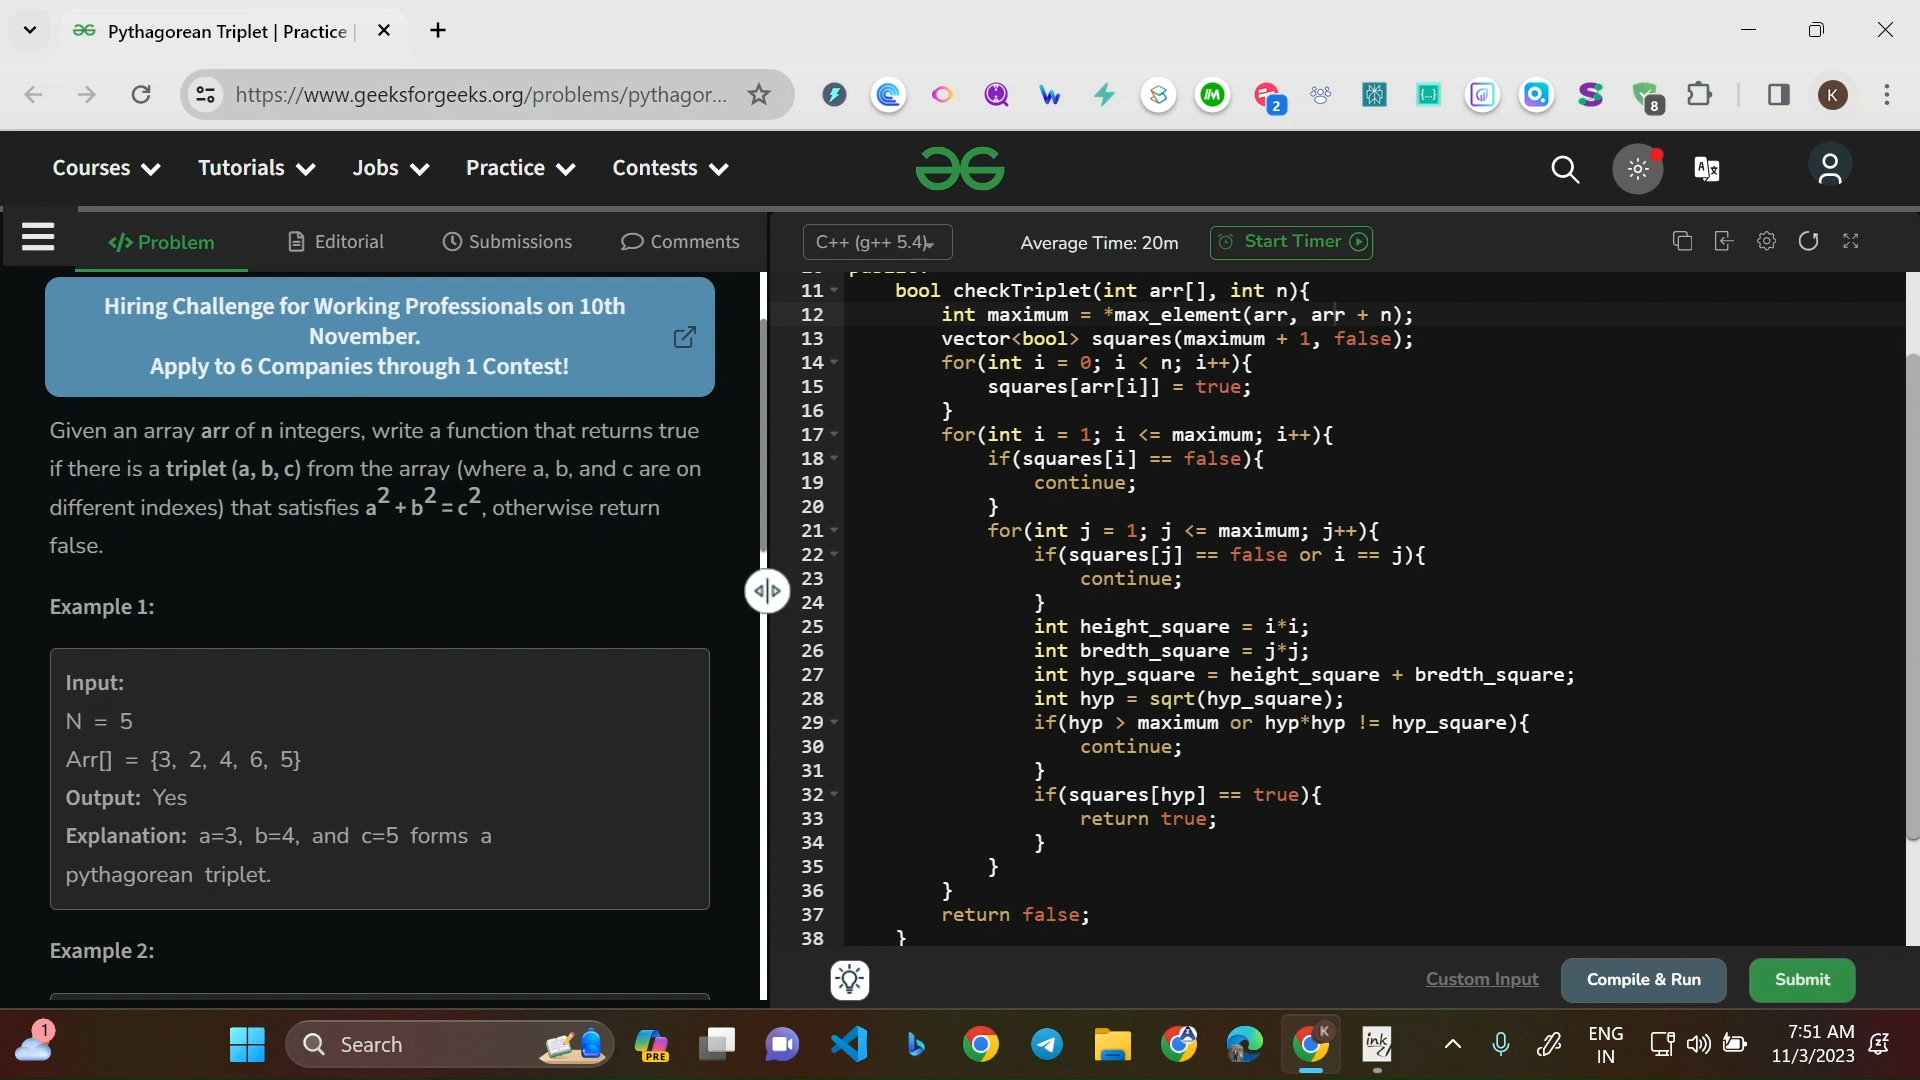 Pythagorean Triplet | Practice |
https://www.geeksforgeeks.org/problems/pythagor...
2
8
K
Courses
Tutorials
Jobs
Practice
Contests
</> Problem
Editorial
Submissions
Comments
C++ (g++ 5.4)
Average Time: 20m
Start Timer
Hiring Challenge for Working Professionals on 10th
November.
Apply to 6 Companies through 1 Contest!
Given an array arr of n integers, write a function that returns true
if there is a triplet (a, b, c) from the array (where a, b, and c are on
different indexes) that satisfies a2 + b2 = c2, otherwise return
false.
Example 1:
Input:
N = 5
Arr[] = {3, 2, 4, 6, 5}
Output: Yes
Explanation: a=3, b=4, and c=5 forms a
pythagorean triplet.
Example 2:
11 bool checkTriplet(int arr[], int n){
12 int maximum = *max_element(arr, arr + n);
13 vector<bool> squares(maximum + 1, false);
14 for(int i = 0; i < n; i++){
15 squares[arr[i]] = true;
16 }
17 for(int i = 1; i <= maximum; i++){
18 if(squares[i] == false){
19 continue;
20 }
21 for(int j = 1; j <= maximum; j++){
22 if(squares[j] == false or i == j){
23 continue;
24 }
25 int height_square = i*i;
26 int bredth_square = j*j;
27 int hyp_square = height_square + bredth_square;
28 int hyp = sqrt(hyp_square);
29 if(hyp > maximum or hyp*hyp != hyp_square){
30 continue;
31 }
32 if(squares[hyp] == true){
33 return true;
34 }
35 }
36 }
37 return false;
38 }
Custom Input
Compile & Run
Submit
1
Search
PRE
K
ink
ENG
IN
7:51 AM
11/3/2023